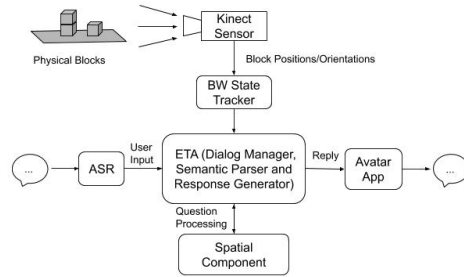 Kinect
Sensor
Physical Blocks
Block Positions/Orientations
BW State
Tracker
User
Input
ETA (Dialog Manager,
Semantic Parser and
Response Generator)
Reply
...
ASR
Avatar
App
...
Question
Processing
Spatial
Component